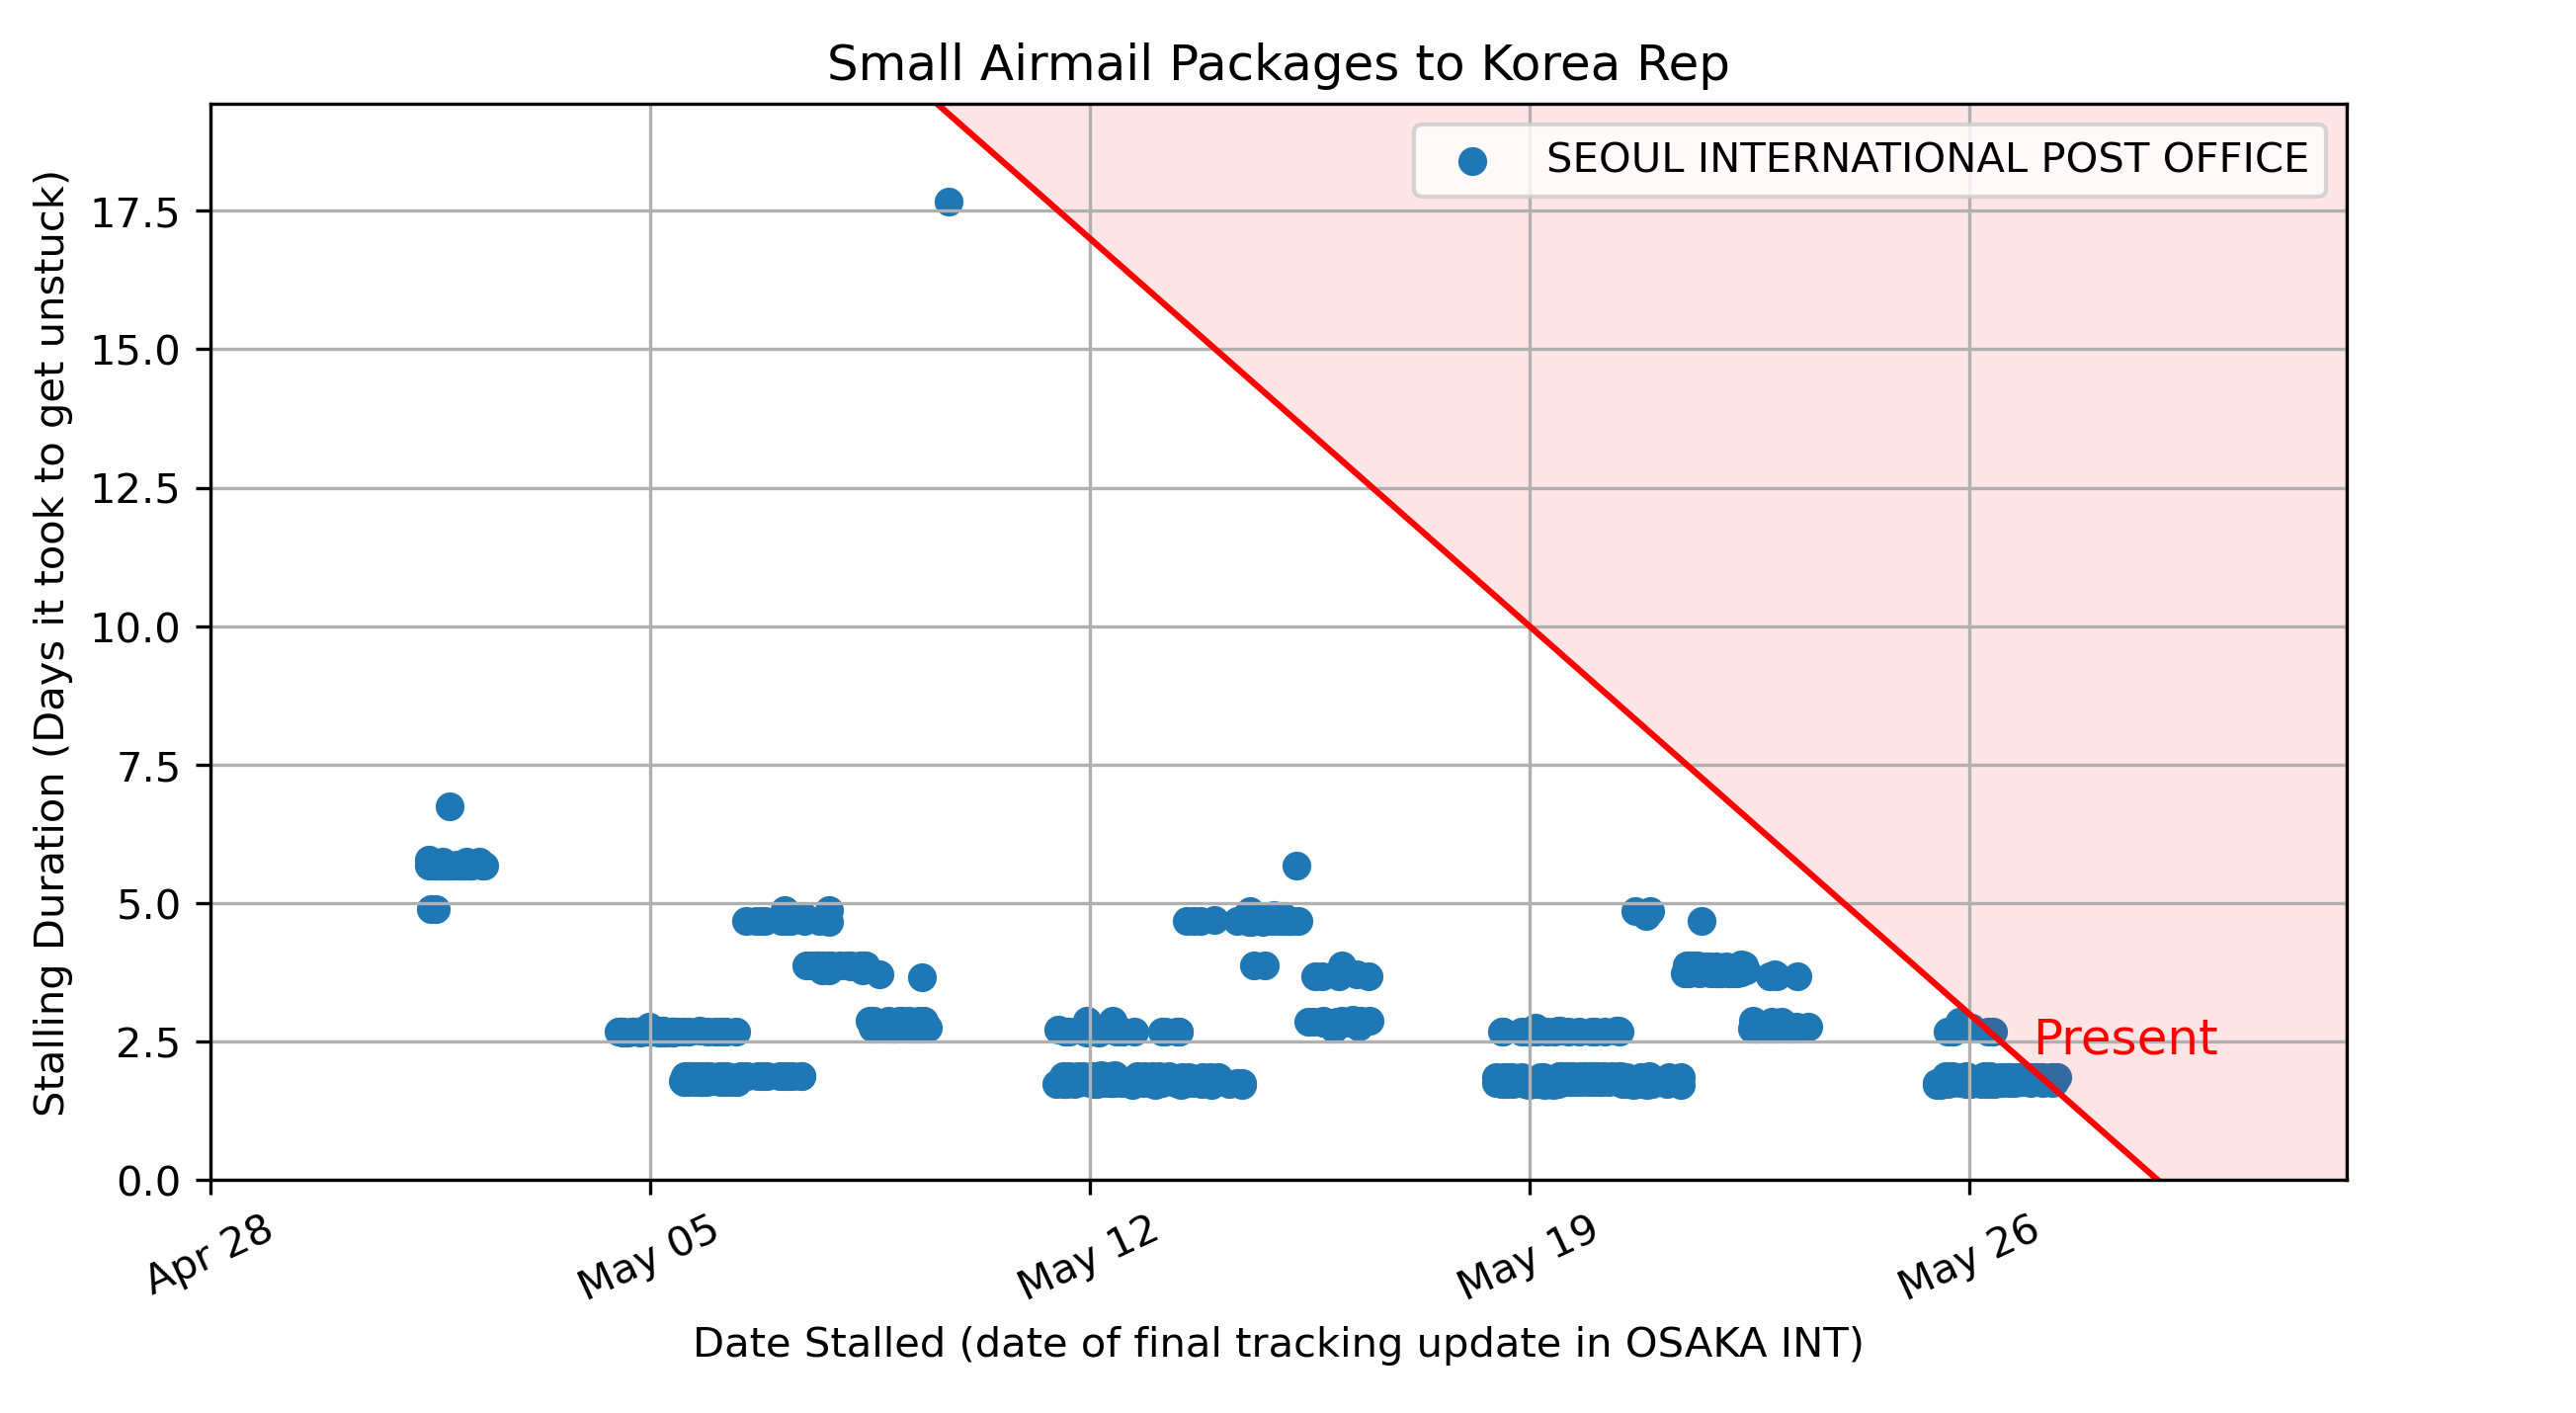 Small Airmail Packages to Korea Rep
SEOUL INTERNATIONAL POST OFFICE
Stalling Duration (Days it took to get unstuck)
17.5
15.0
12.5
10.0
7.5
5.0
2.5
0.0
Present
Apr 28
May 05
May 12
May 19
May 26
Date Stalled (date of final tracking update in OSAKA INT)